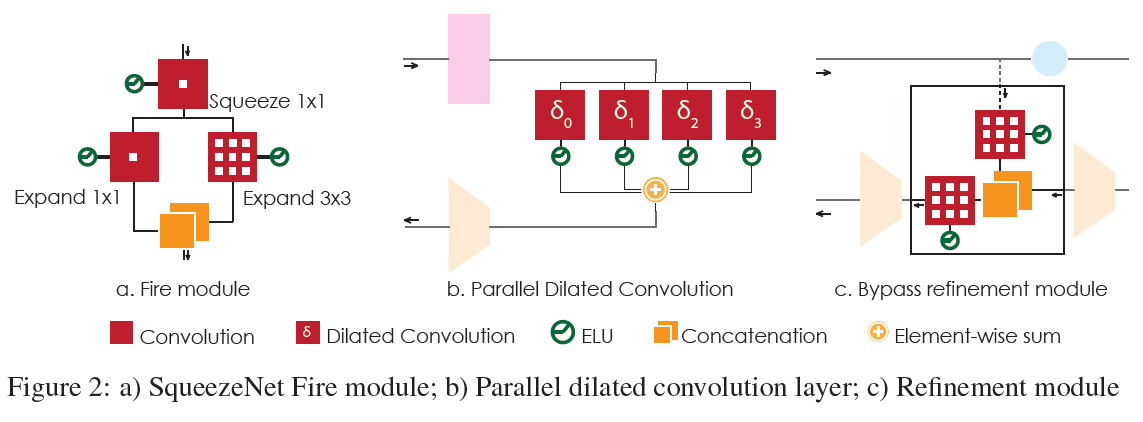 Squeeze 1x1
Expand 1x1
Expand 3x3
δ0 δ1 δ2 δ3
a. Fire module
b. Parallel Dilated Convolution
c. Bypass refinement module
Convolution
δ Dilated Convolution
ELU
Concatenation
Element-wise sum
Figure 2: a) SqueezeNet Fire module; b) Parallel dilated convolution layer; c) Refinement module